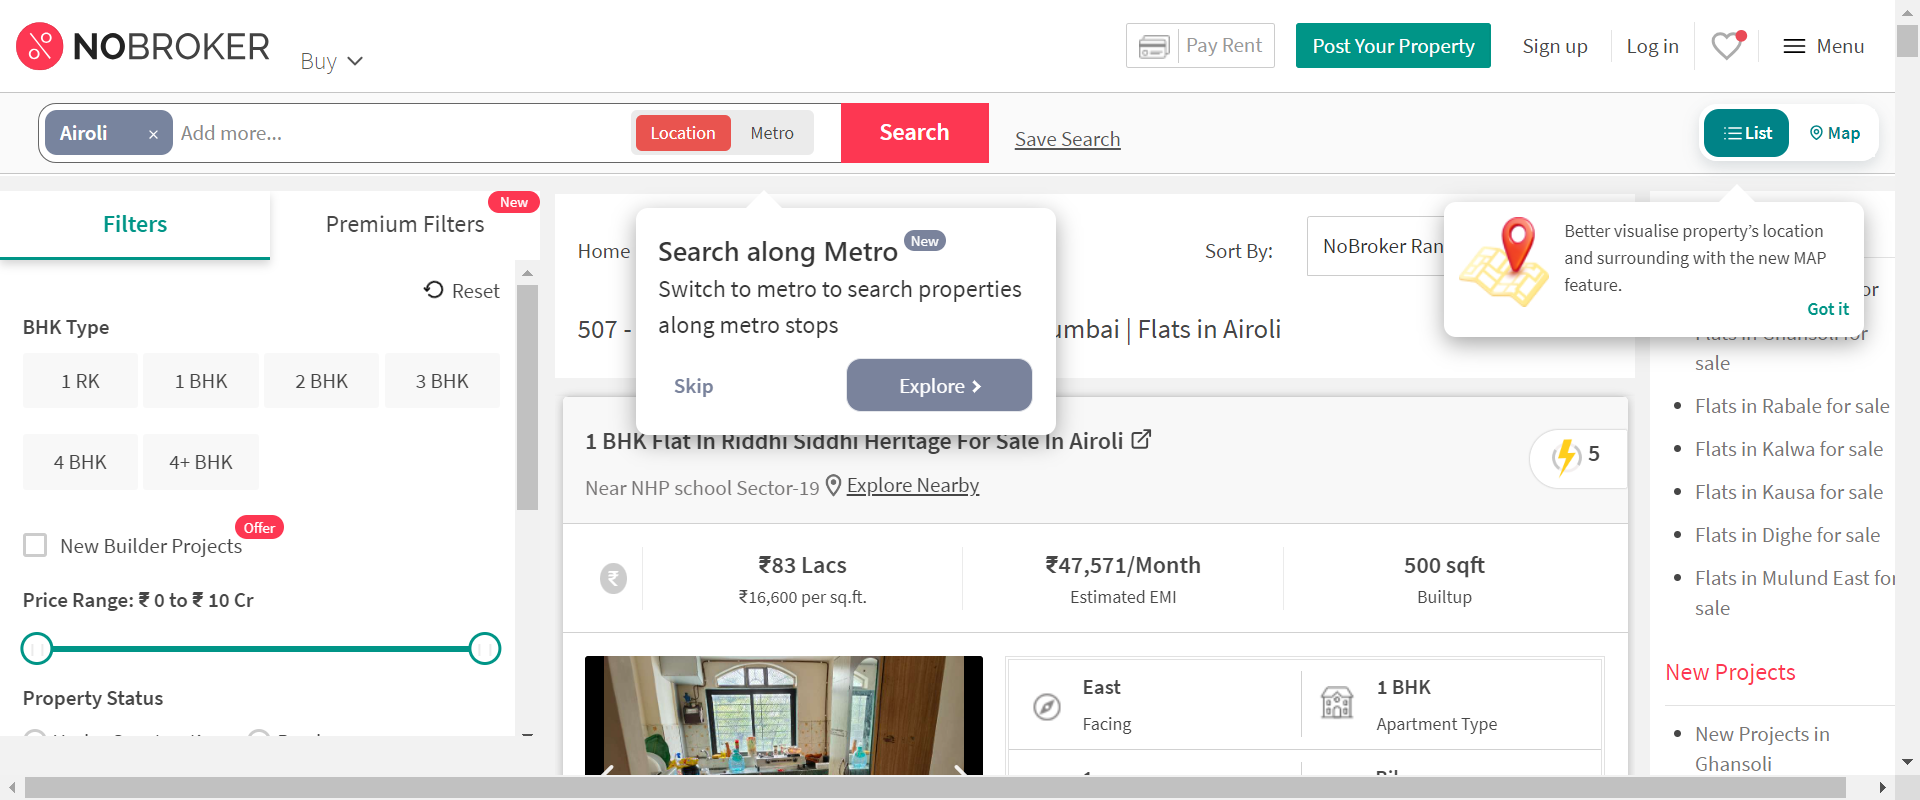 NOBROKER
Buy
Pay Rent
Post Your Property
Sign up
Log in
Menu
Airoli
×
Add more...
Location
Metro
Search
Save Search
List
Map
Filters
Premium Filters
New
Reset
BHK Type
1 RK
1 BHK
2 BHK
3 BHK
4 BHK
4+ BHK
New Builder Projects
Offer
Price Range: ₹ 0 to ₹ 10 Cr
Property Status
Home
Sort By:
NoBroker Ran
Search along Metro New
Switch to metro to search properties
along metro stops
Skip
Explore
Better visualise property's location
and surrounding with the new MAP
feature.
Got it
507 -
umbai | Flats in Airoli
1 BHK Flat In Riddhi Siddhi Heritage For Sale In Airoli
Near NHP school Sector-19
Explore Nearby
5
₹83 Lacs
₹16,600 per sq.ft.
₹47,571/Month
Estimated EMI
500 sqft
Builtup
East
Facing
1 BHK
Apartment Type
or
Flats in Ghansoli for
sale
Flats in Rabale for sale
Flats in Kalwa for sale
Flats in Kausa for sale
Flats in Dighe for sale
Flats in Mulund East for
sale
New Projects
New Projects in
Ghansoli